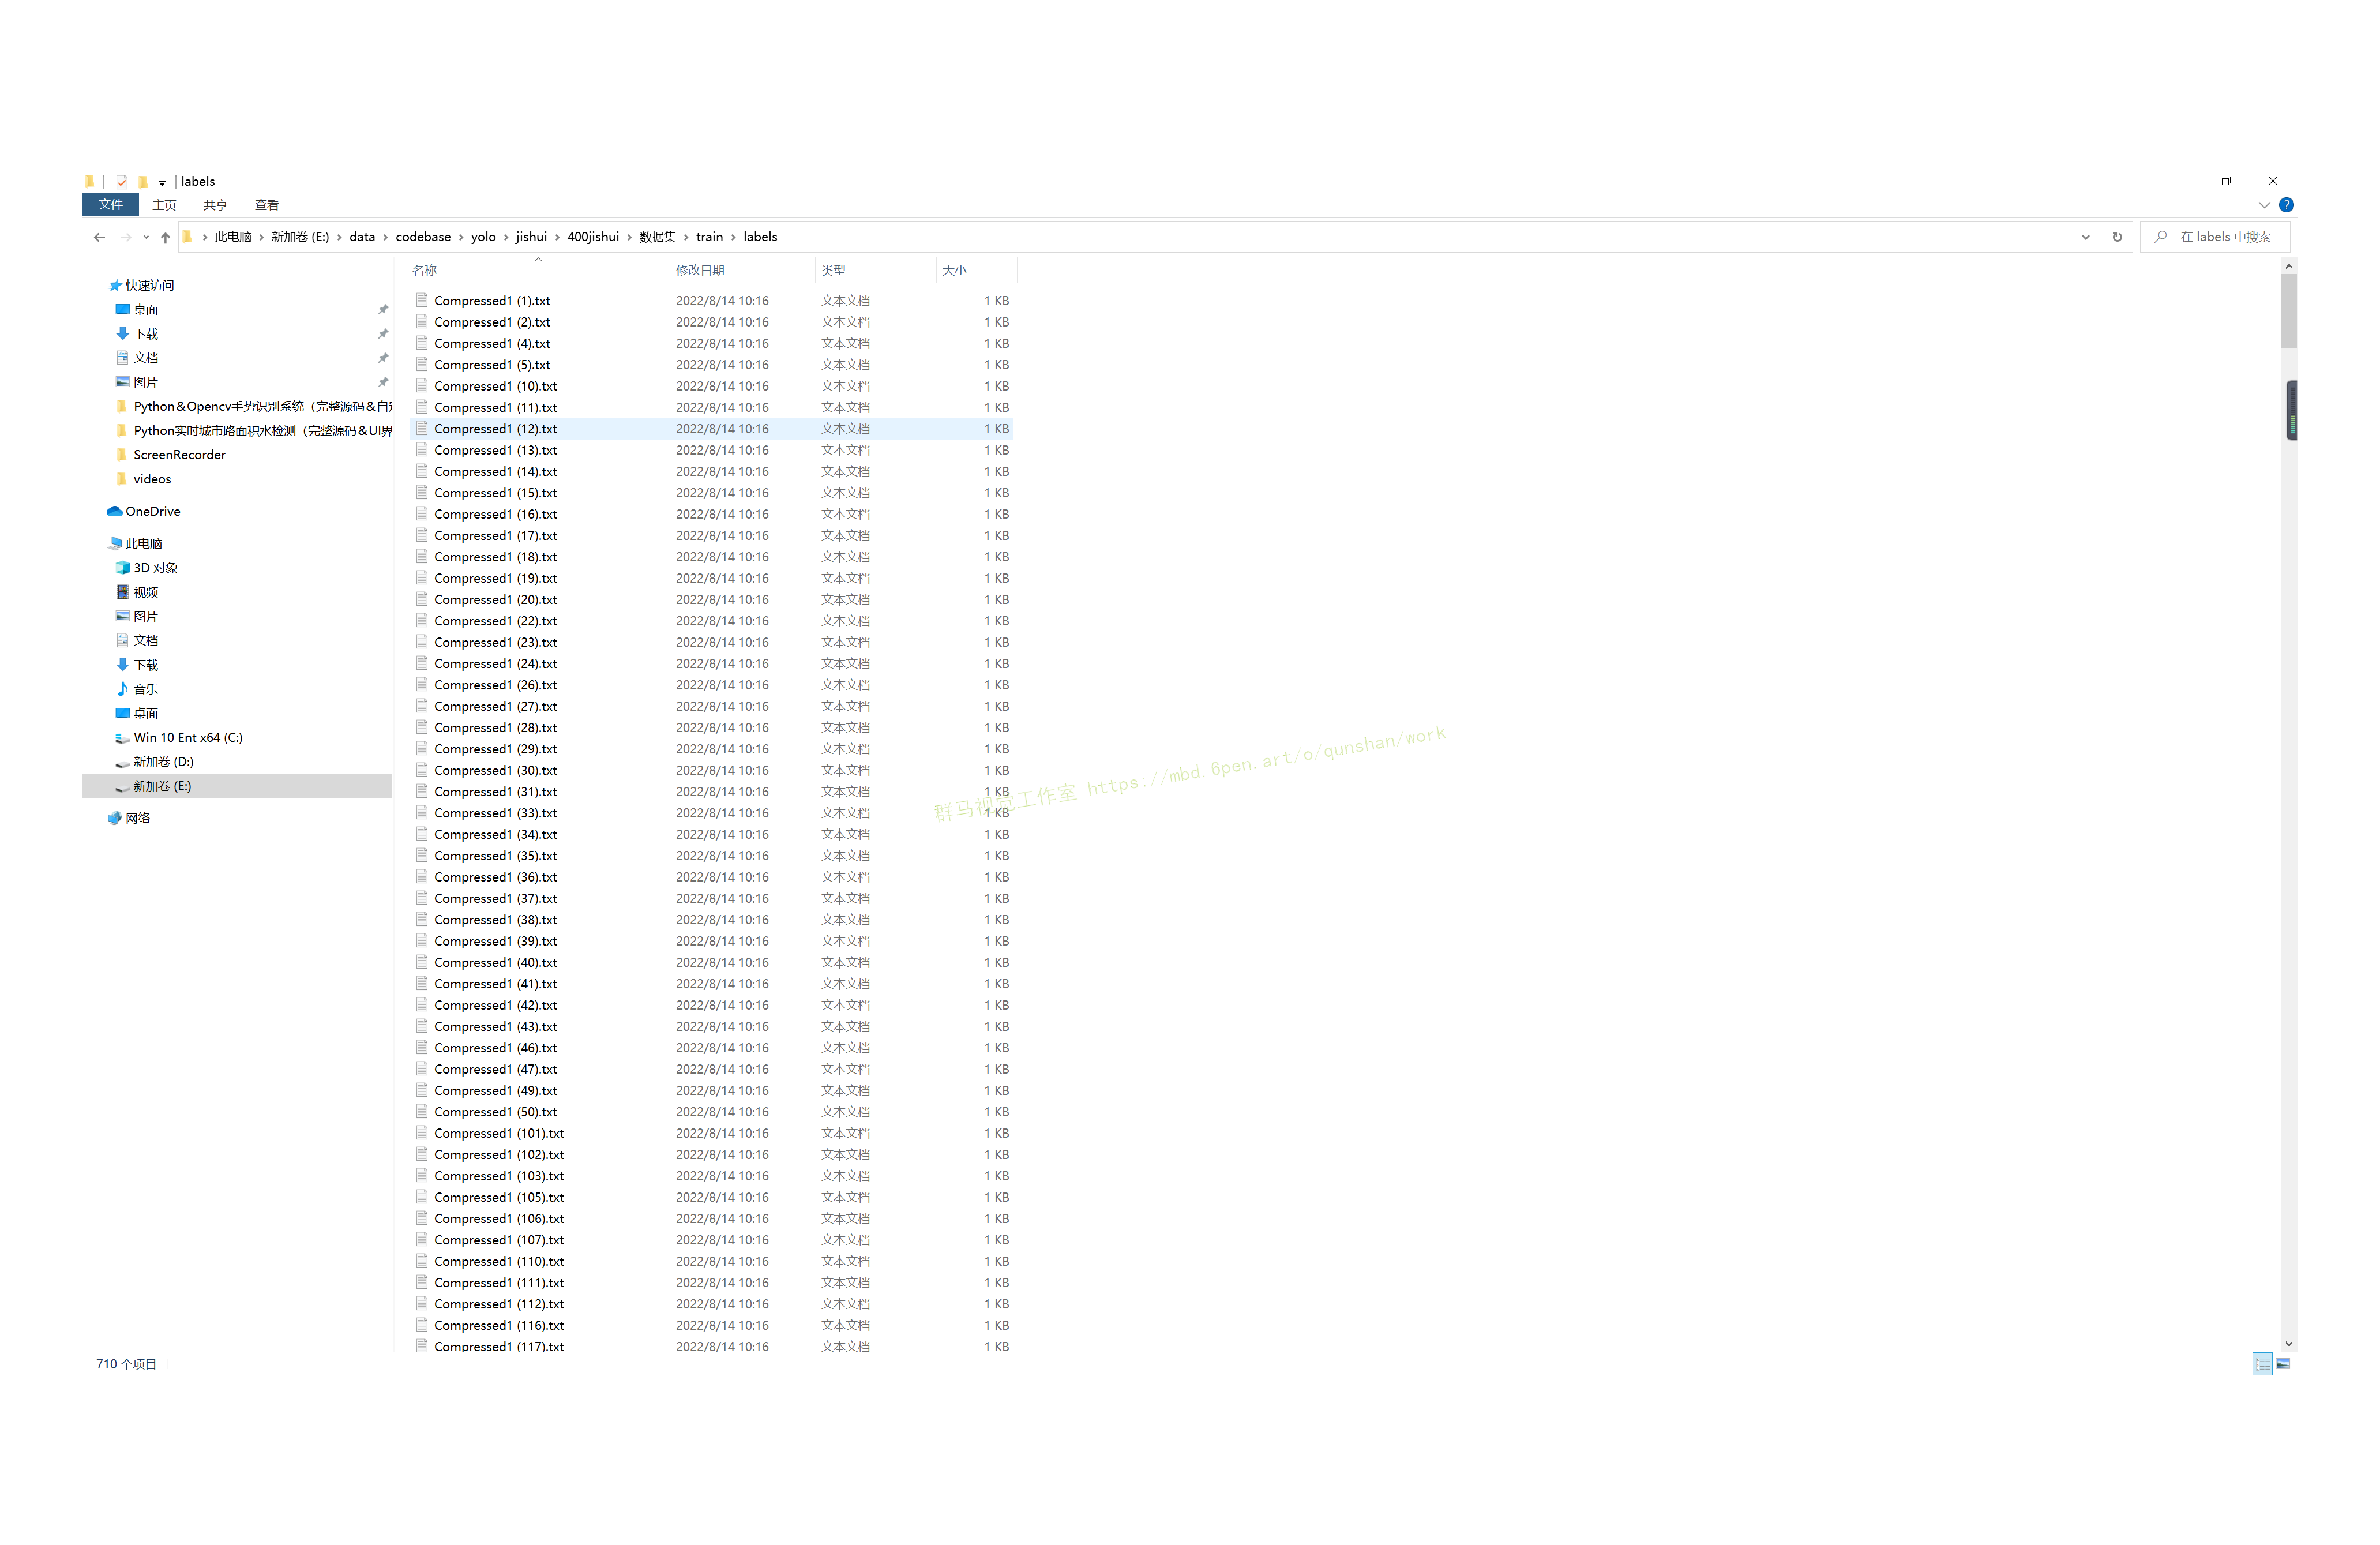 labels
文件 主页 共享 查看
此电脑 新加卷 (E:) data codebase yolo jishui 400jishui 数据集 train labels
在 labels 中搜索
快速访问
桌面
下载
文档
图片
Python&Opencv手势识别系统（完整源码&自
Python实时城市路面积水检测（完整源码&UI界
ScreenRecorder
videos
OneDrive
此电脑
3D 对象
视频
图片
文档
下载
音乐
桌面
Win 10 Ent x64 (C:)
新加卷 (D:)
新加卷 (E:)
网络
名称 修改日期 类型 大小
Compressed1 (1).txt 2022/8/14 10:16 文本文档 1 KB
Compressed1 (2).txt 2022/8/14 10:16 文本文档 1 KB
Compressed1 (4).txt 2022/8/14 10:16 文本文档 1 KB
Compressed1 (5).txt 2022/8/14 10:16 文本文档 1 KB
Compressed1 (10).txt 2022/8/14 10:16 文本文档 1 KB
Compressed1 (11).txt 2022/8/14 10:16 文本文档 1 KB
Compressed1 (12).txt 2022/8/14 10:16 文本文档 1 KB
Compressed1 (13).txt 2022/8/14 10:16 文本文档 1 KB
Compressed1 (14).txt 2022/8/14 10:16 文本文档 1 KB
Compressed1 (15).txt 2022/8/14 10:16 文本文档 1 KB
Compressed1 (16).txt 2022/8/14 10:16 文本文档 1 KB
Compressed1 (17).txt 2022/8/14 10:16 文本文档 1 KB
Compressed1 (18).txt 2022/8/14 10:16 文本文档 1 KB
Compressed1 (19).txt 2022/8/14 10:16 文本文档 1 KB
Compressed1 (20).txt 2022/8/14 10:16 文本文档 1 KB
Compressed1 (22).txt 2022/8/14 10:16 文本文档 1 KB
Compressed1 (23).txt 2022/8/14 10:16 文本文档 1 KB
Compressed1 (24).txt 2022/8/14 10:16 文本文档 1 KB
Compressed1 (26).txt 2022/8/14 10:16 文本文档 1 KB
Compressed1 (27).txt 2022/8/14 10:16 文本文档 1 KB
Compressed1 (28).txt 2022/8/14 10:16 文本文档 1 KB
Compressed1 (29).txt 2022/8/14 10:16 文本文档 1 KB
Compressed1 (30).txt 2022/8/14 10:16 文本文档 1 KB
Compressed1 (31).txt 2022/8/14 10:16 文本文档 1 KB
Compressed1 (33).txt 2022/8/14 10:16 文本文档 1 KB
Compressed1 (34).txt 2022/8/14 10:16 文本文档 1 KB
Compressed1 (35).txt 2022/8/14 10:16 文本文档 1 KB
Compressed1 (36).txt 2022/8/14 10:16 文本文档 1 KB
Compressed1 (37).txt 2022/8/14 10:16 文本文档 1 KB
Compressed1 (38).txt 2022/8/14 10:16 文本文档 1 KB
Compressed1 (39).txt 2022/8/14 10:16 文本文档 1 KB
Compressed1 (40).txt 2022/8/14 10:16 文本文档 1 KB
Compressed1 (41).txt 2022/8/14 10:16 文本文档 1 KB
Compressed1 (42).txt 2022/8/14 10:16 文本文档 1 KB
Compressed1 (43).txt 2022/8/14 10:16 文本文档 1 KB
Compressed1 (46).txt 2022/8/14 10:16 文本文档 1 KB
Compressed1 (47).txt 2022/8/14 10:16 文本文档 1 KB
Compressed1 (49).txt 2022/8/14 10:16 文本文档 1 KB
Compressed1 (50).txt 2022/8/14 10:16 文本文档 1 KB
Compressed1 (101).txt 2022/8/14 10:16 文本文档 1 KB
Compressed1 (102).txt 2022/8/14 10:16 文本文档 1 KB
Compressed1 (103).txt 2022/8/14 10:16 文本文档 1 KB
Compressed1 (105).txt 2022/8/14 10:16 文本文档 1 KB
Compressed1 (106).txt 2022/8/14 10:16 文本文档 1 KB
Compressed1 (107).txt 2022/8/14 10:16 文本文档 1 KB
Compressed1 (110).txt 2022/8/14 10:16 文本文档 1 KB
Compressed1 (111).txt 2022/8/14 10:16 文本文档 1 KB
Compressed1 (112).txt 2022/8/14 10:16 文本文档 1 KB
Compressed1 (116).txt 2022/8/14 10:16 文本文档 1 KB
Compressed1 (117).txt 2022/8/14 10:16 文本文档 1 KB
群马视觉工作室 https://mbd.6pen.art/o/qunshan/work
710 个项目